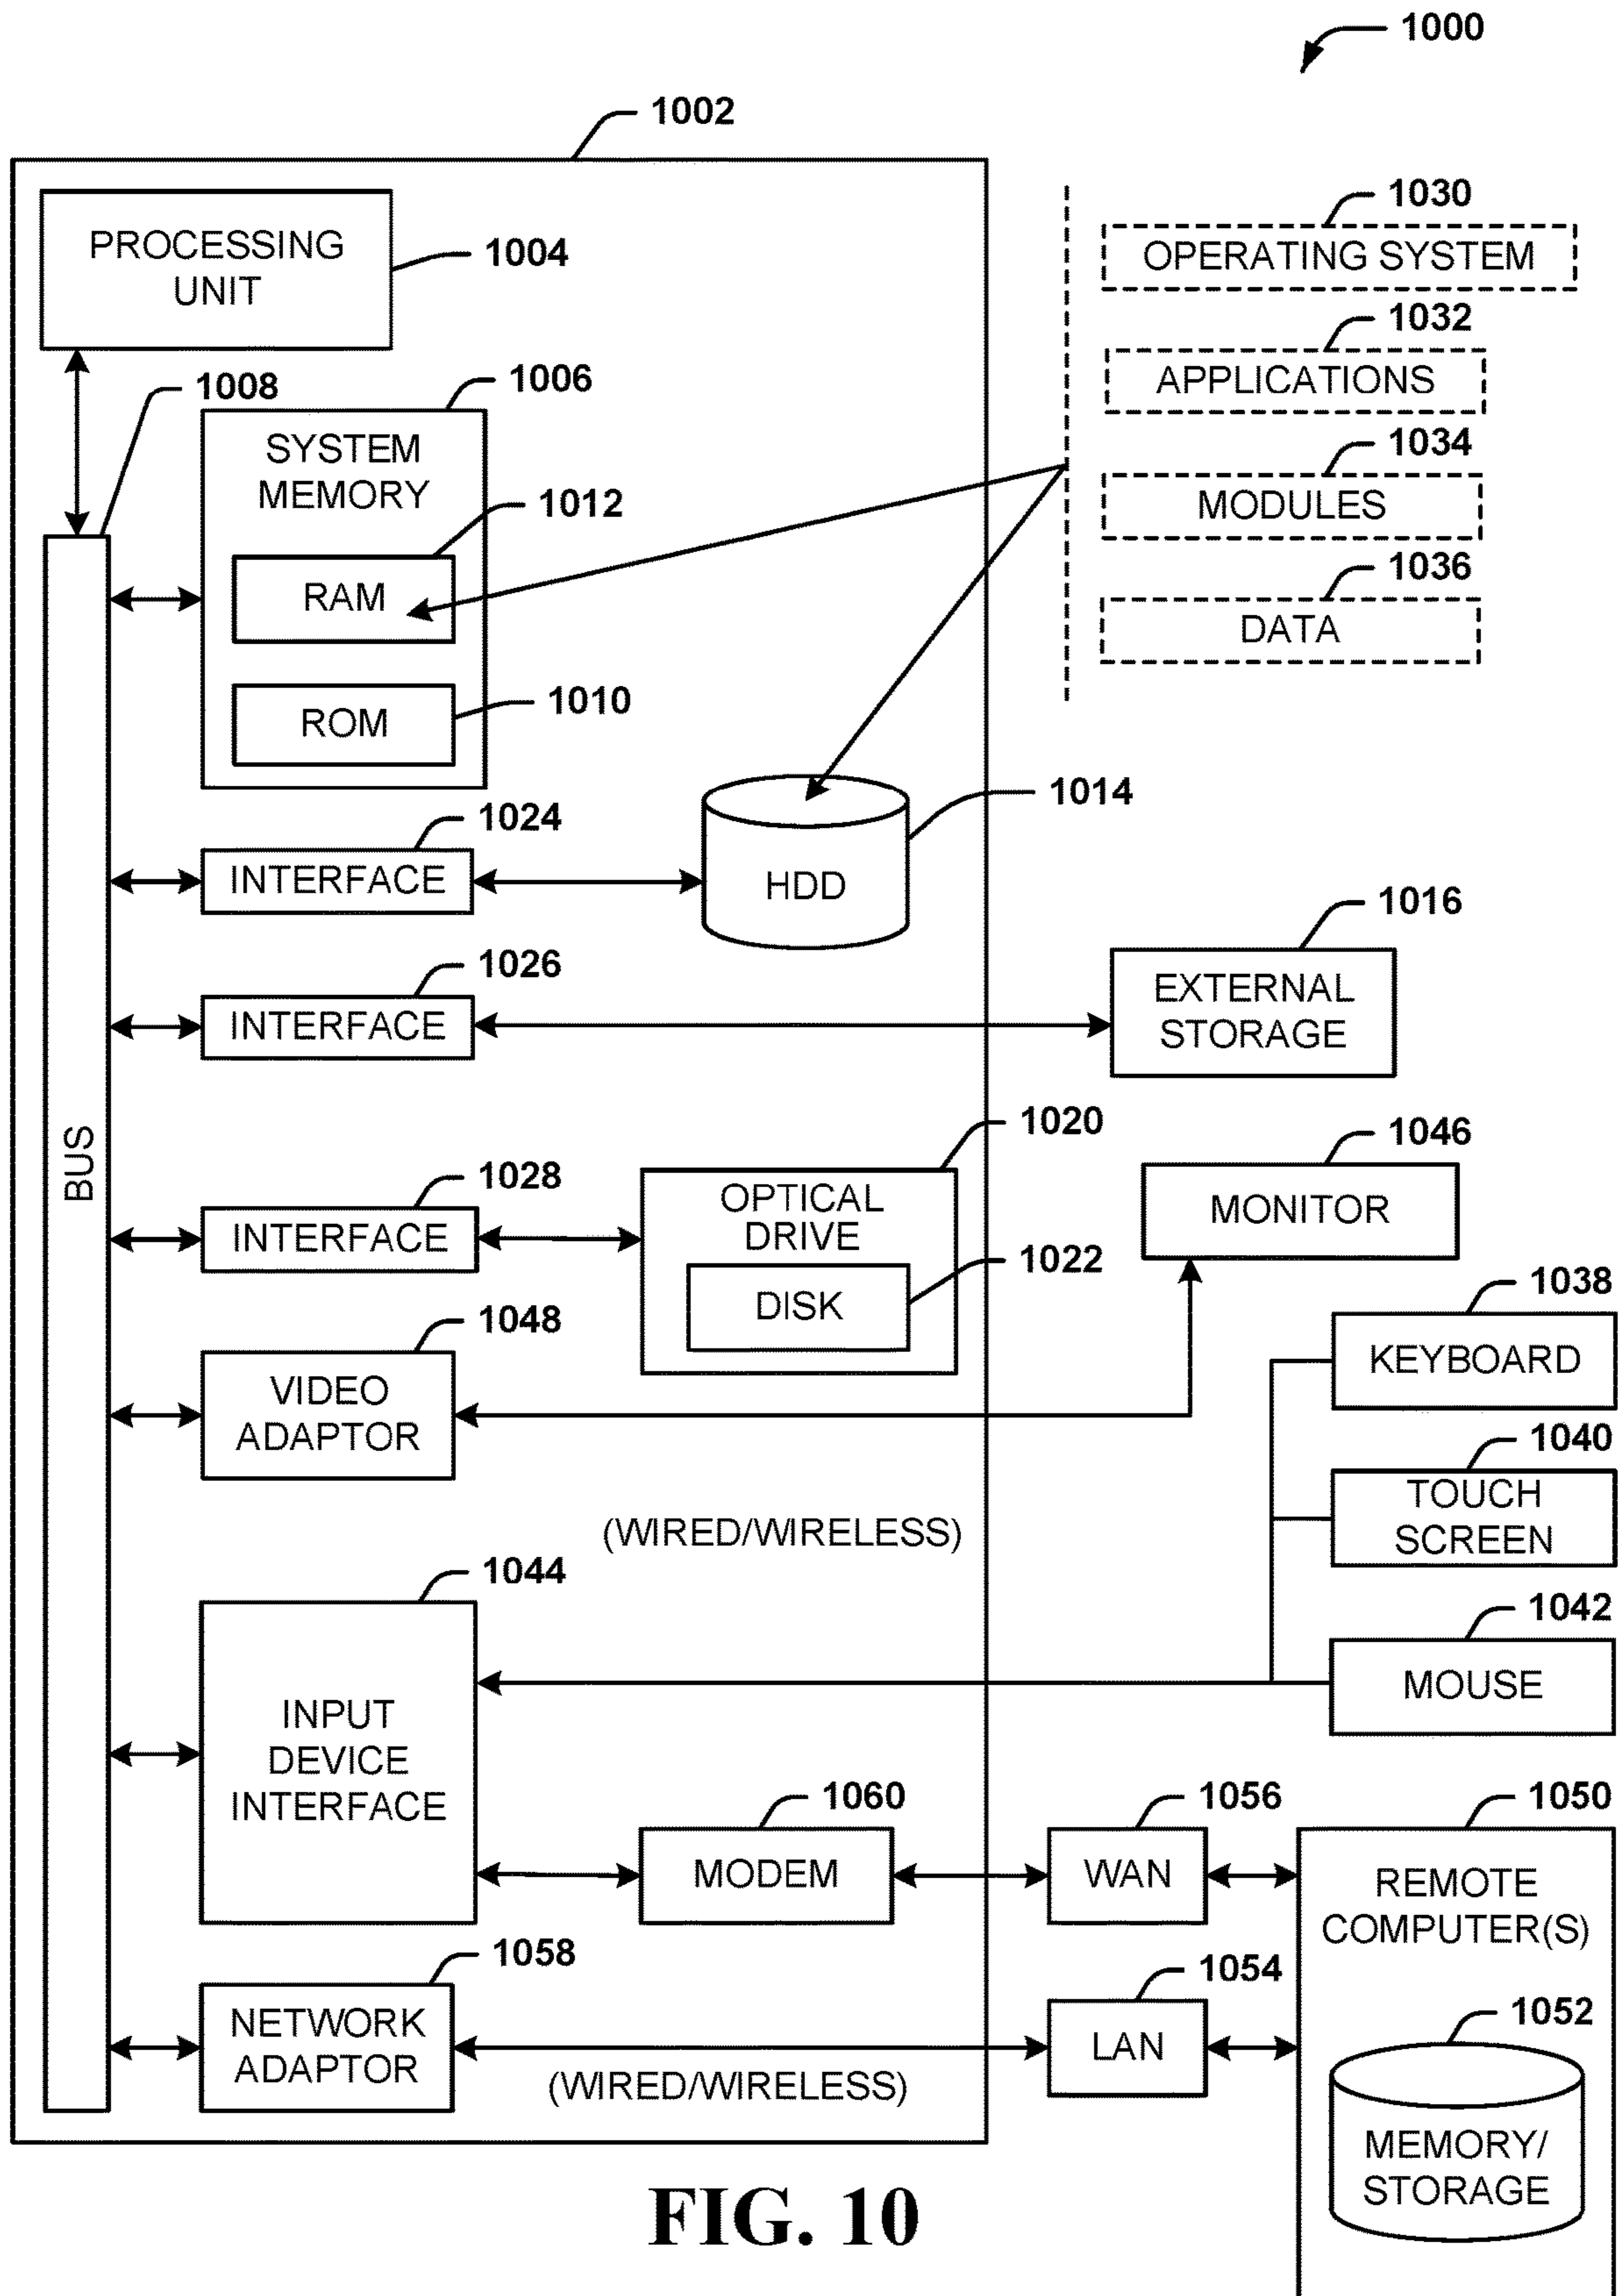 1000
1002
PROCESSING
UNIT
1004
1030
OPERATING SYSTEM
1032
APPLICATIONS
1034
MODULES
1036
DATA
1008
1006
SYSTEM
MEMORY
1012
RAM
1010
ROM
1014
HDD
1024
INTERFACE
1016
EXTERNAL
STORAGE
1026
INTERFACE
BUS
1020
OPTICAL
DRIVE
1022
DISK
1028
INTERFACE
1046
MONITOR
1048
VIDEO
ADAPTOR
1038
KEYBOARD
1040
TOUCH
SCREEN
(WIRED/WIRELESS)
1042
MOUSE
1044
INPUT
DEVICE
INTERFACE
1060
MODEM
1056
WAN
1050
REMOTE
COMPUTER(S)
1058
NETWORK
ADAPTOR
(WIRED/WIRELESS)
1054
LAN
1052
MEMORY/
STORAGE
FIG. 10